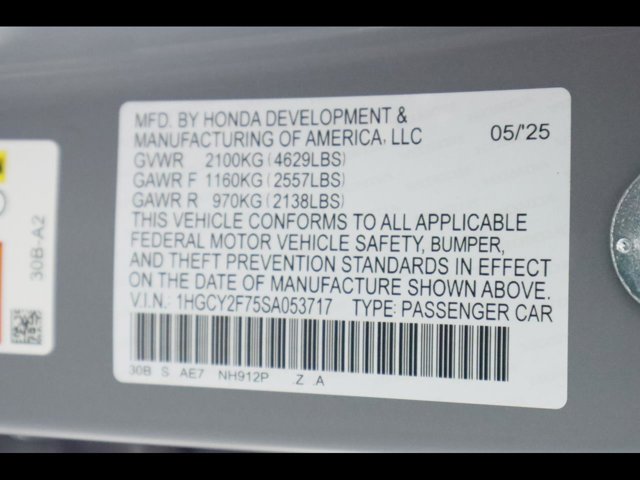 MFD. BY HONDA DEVELOPMENT &
MANUFACTURING OF AMERICA, LLC 05/'25
GVWR 2100KG (4629LBS)
GAWR F 1160KG (2557LBS)
GAWR R 970KG (2138LBS)
THIS VEHICLE CONFORMS TO ALL APPLICABLE
FEDERAL MOTOR VEHICLE SAFETY, BUMPER,
AND THEFT PREVENTION STANDARDS IN EFFECT
ON THE DATE OF MANUFACTURE SHOWN ABOVE.
V.I.N.: 1HGCY2F75SA053717 TYPE: PASSENGER CAR
30B S AE7 NH912P .Z .A
30B-A2